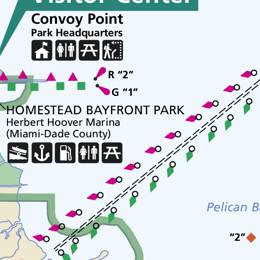 Visitor Center
Convoy Point
Park Headquarters
R "2"
G "1"
HOMESTEAD BAYFRONT PARK
Herbert Hoover Marina
(Miami-Dade County)
Pelican
"2"